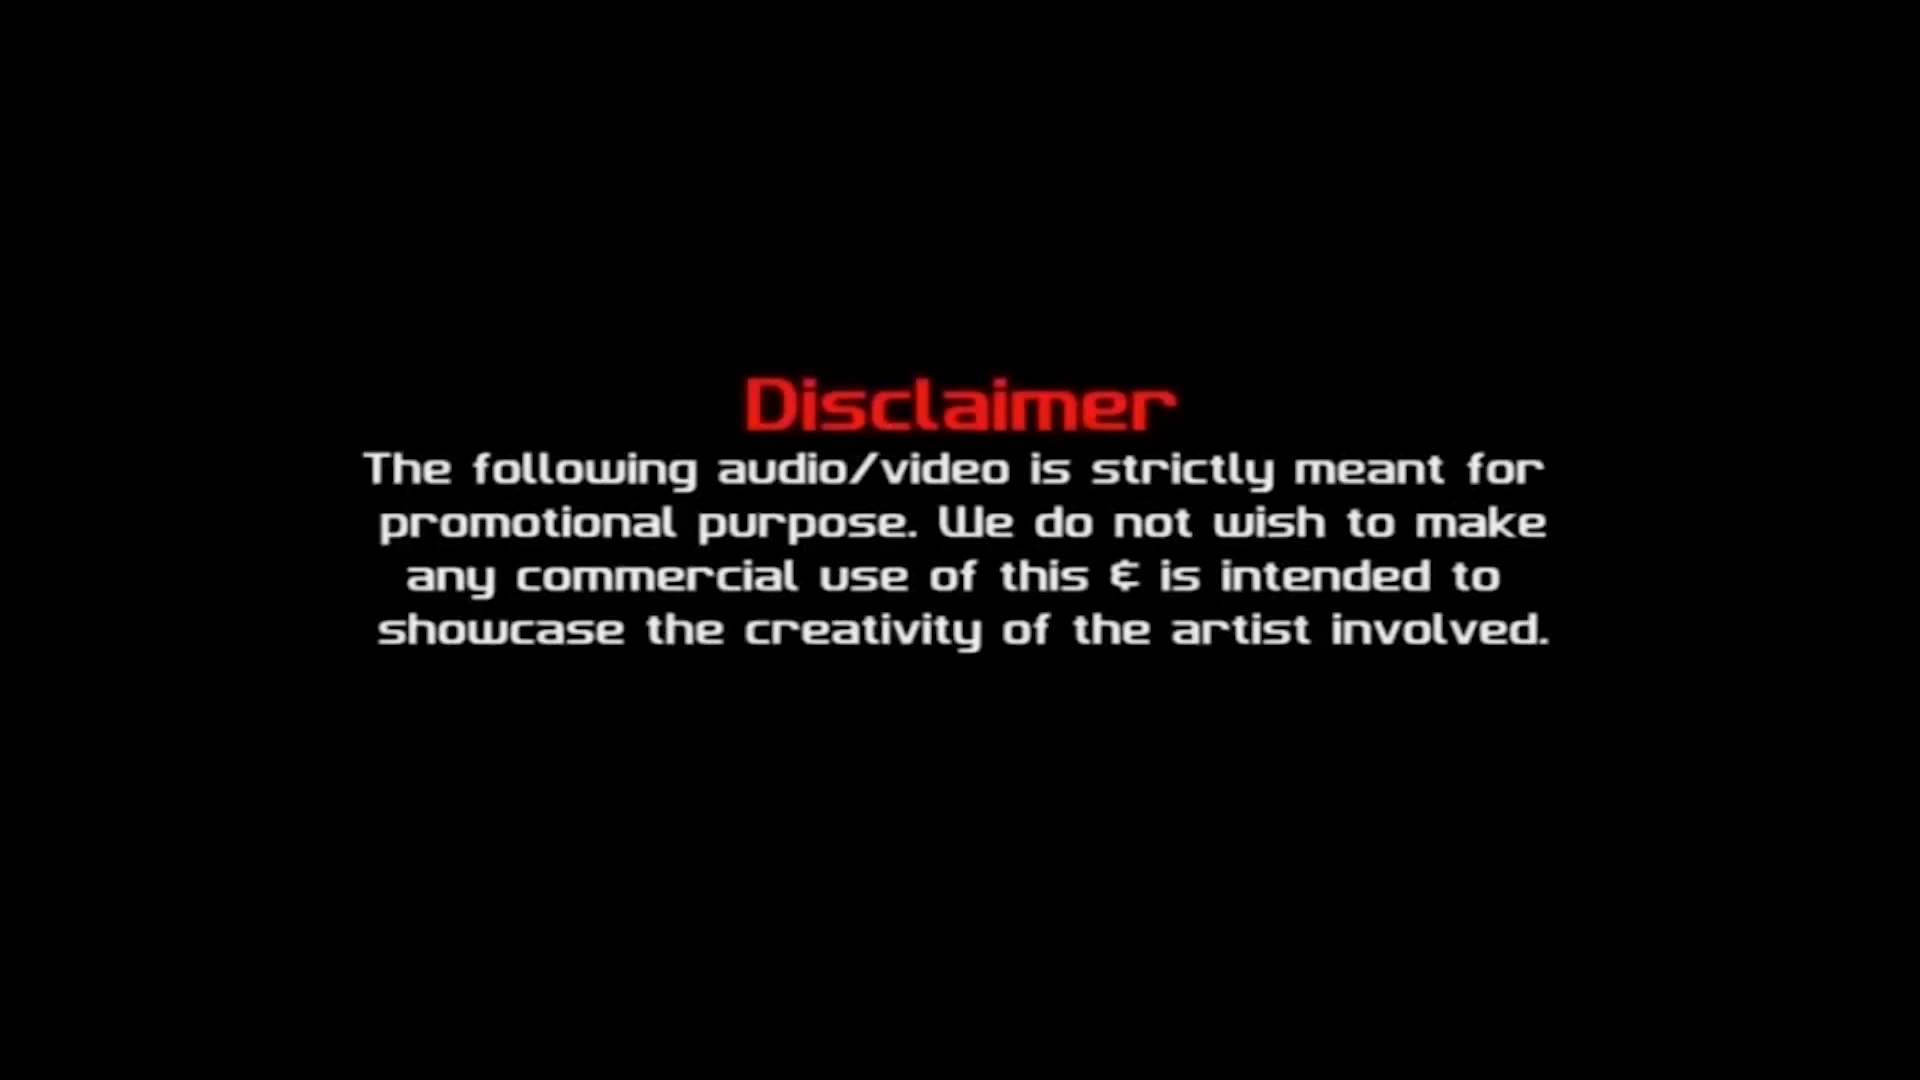 Disclaimer
The following audio/video is strictly meant for
promotional purpose. We do not wish to make
any commercial use of this & is intended to
showcase the creativity of the artist involved.